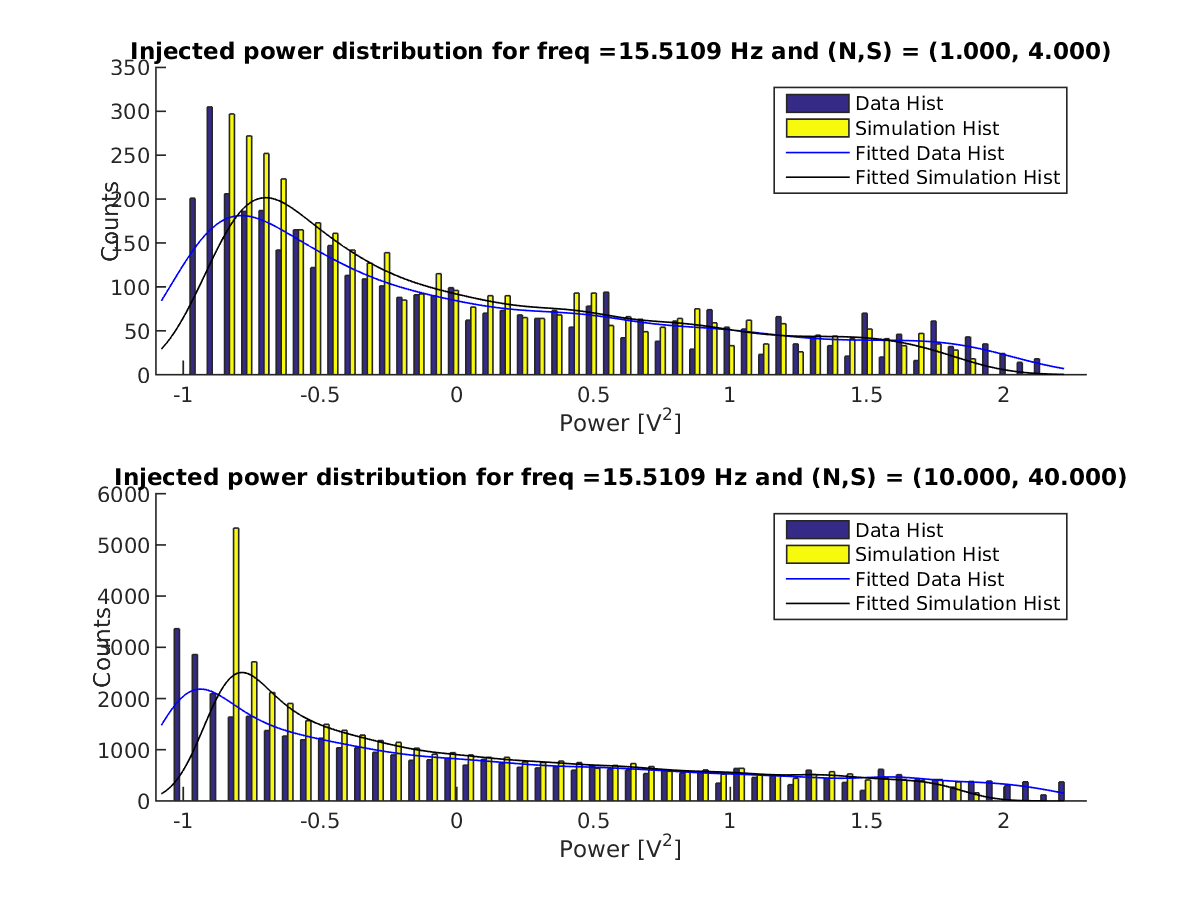 Injected power distribution for freq =15.5109 Hz and (N,S) = (1.000, 4.000)
350
300
250
200
150
100
50
0
Counts
Data Hist
Simulation Hist
Fitted Data Hist
Fitted Simulation Hist
-1 -0.5 0 0.5 1 1.5 2
Power [V²]
Injected power distribution for freq =15.5109 Hz and (N,S) = (10.000, 40.000)
6000
5000
4000
3000
2000
1000
0
Counts
Data Hist
Simulation Hist
Fitted Data Hist
Fitted Simulation Hist
-1 -0.5 0 0.5 1 1.5 2
Power [V²]